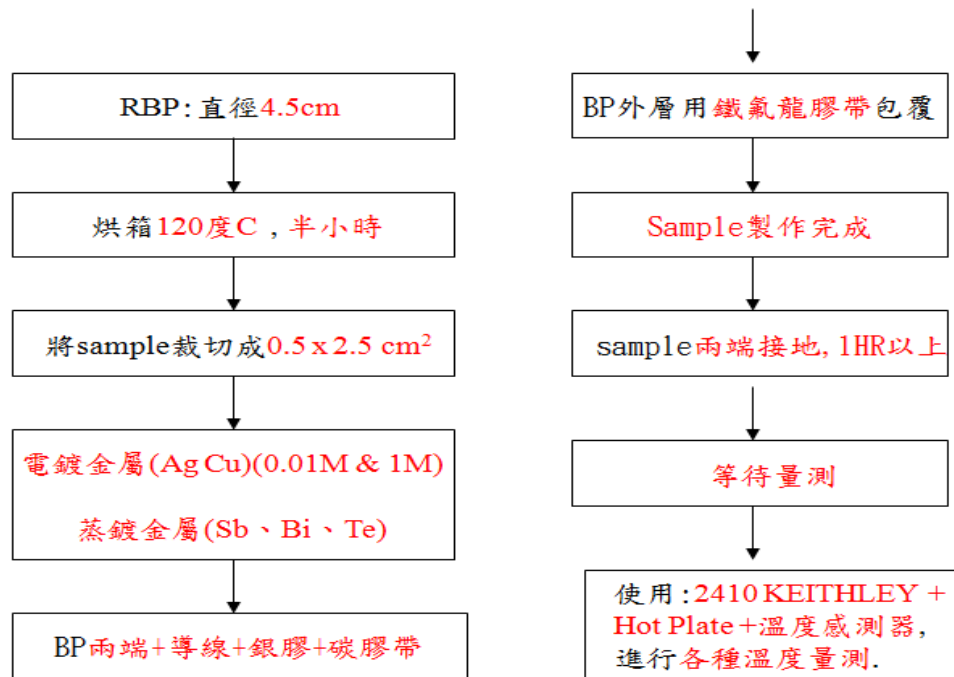 RBP:直徑4.5cm
烘箱120度C，半小時
將sample裁切成0.5 x 2.5 cm²
電鍍金屬(Ag Cu)(0.01M & 1M)
蒸鍍金屬(Sb、Bi、Te)
BP兩端+導線+銀膠+碳膠帶
BP外層用鐵氟龍膠帶包覆
Sample製作完成
sample兩端接地,1HR以上
等待量測
使用:2410 KEITHLEY +
Hot Plate +溫度感測器,
進行各種溫度量測.